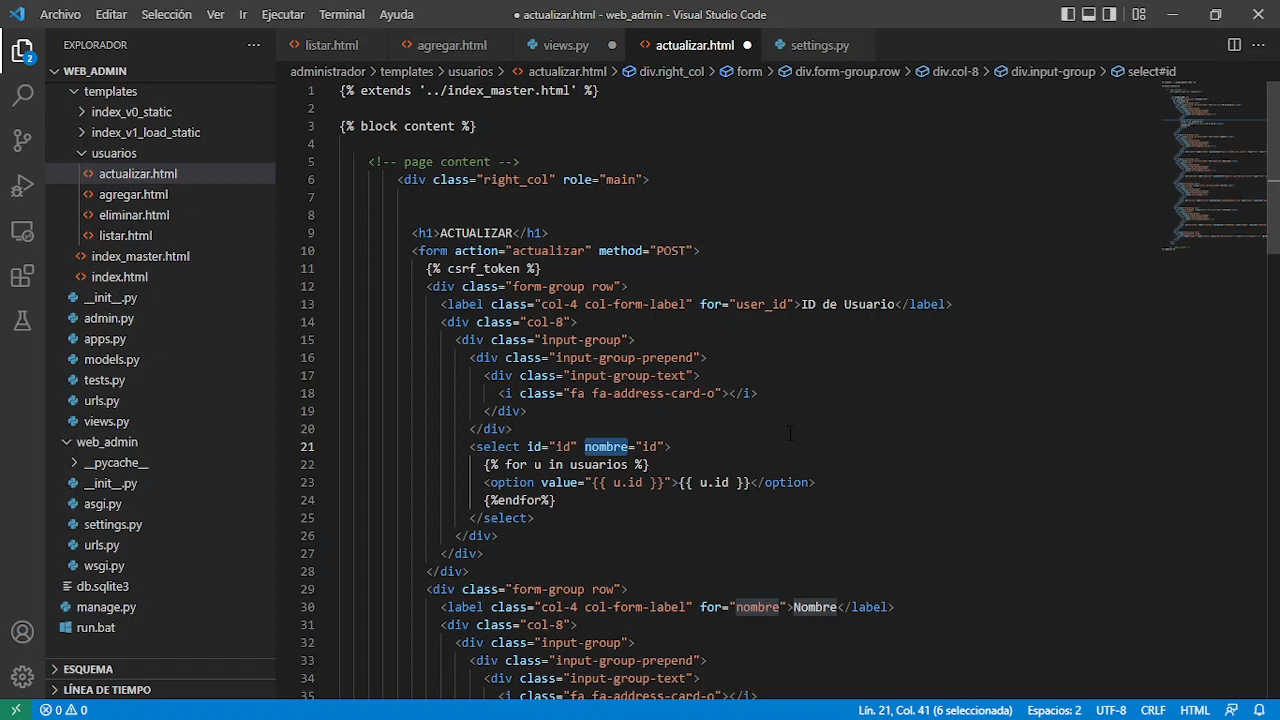 Archivo Editar Selección Ver Ir Ejecutar Terminal Ayuda
● actualizar.html - web_admin - Visual Studio Code
EXPLORADOR
2
WEB_ADMIN
templates
index_v0_static
index_v1_load_static
usuarios
actualizar.html
agregar.html
eliminar.html
listar.html
index_master.html
index.html
__init__.py
admin.py
apps.py
models.py
tests.py
urls.py
views.py
web_admin
__pycache__
__init__.py
asgi.py
settings.py
urls.py
wsgi.py
db.sqlite3
manage.py
run.bat
ESQUEMA
LÍNEA DE TIEMPO
listar.html agregar.html views.py actualizar.html settings.py
administrador > templates > usuarios > actualizar.html > div.right_col > form > div.form-group.row > div.col-8 > div.input-group > select#id
1 {% extends '../index_master.html' %}
2
3 {% block content %}
4
5 <!-- page content -->
6 <div class="right_col" role="main">
7
8
9 <h1>ACTUALIZAR</h1>
10 <form action="actualizar" method="POST">
11 {% csrf_token %}
12 <div class="form-group row">
13 <label class="col-4 col-form-label" for="user_id">ID de Usuario</label>
14 <div class="col-8">
15 <div class="input-group">
16 <div class="input-group-prepend">
17 <div class="input-group-text">
18 <i class="fa fa-address-card-o"></i>
19 </div>
20 </div>
21 <select id="id" nombre="id">
22 {% for u in usuarios %}
23 <option value="{{ u.id }}">{{ u.id }}</option>
24 {%endfor%}
25 </select>
26 </div>
27 </div>
28 </div>
29 <div class="form-group row">
30 <label class="col-4 col-form-label" for="nombre">Nombre</label>
31 <div class="col-8">
32 <div class="input-group">
33 <div class="input-group-prepend">
34 <div class="input-group-text">
35 <i class="fa fa-address-card-o"></i>
0 0
Lín. 21, Col. 41 (6 seleccionada) Espacios: 2 UTF-8 CRLF HTML